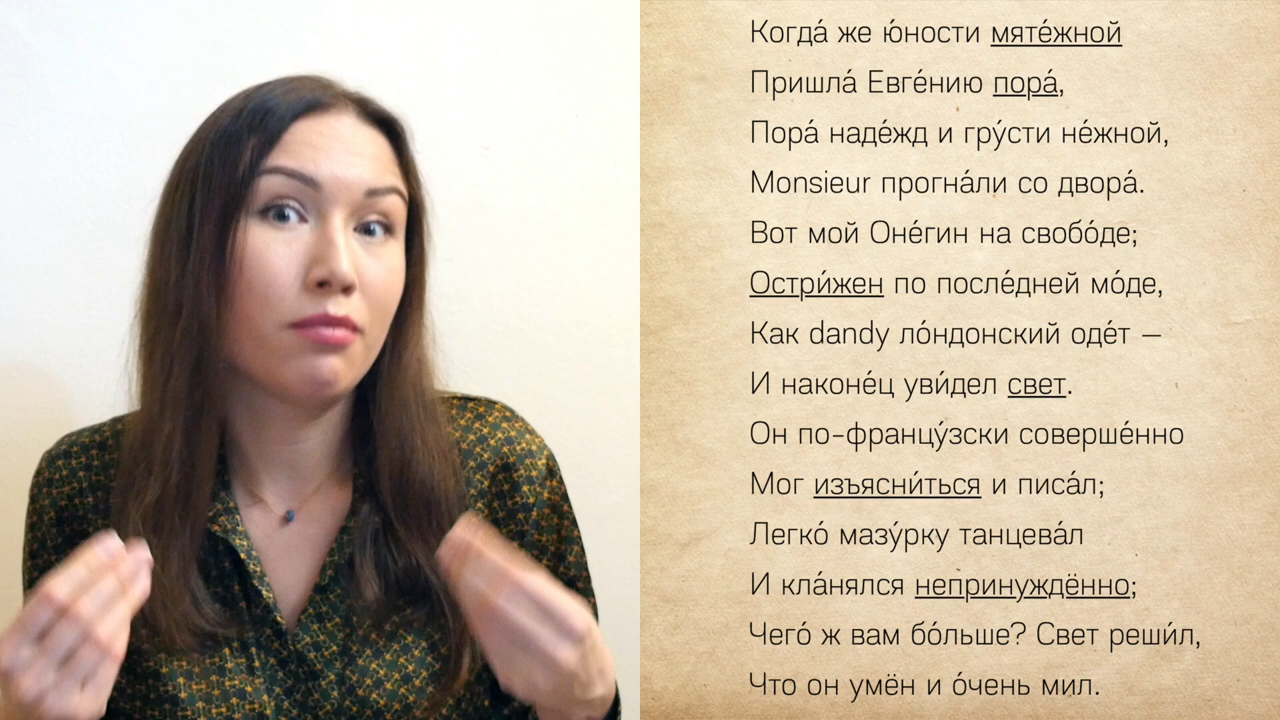 Когда́ же ю́ности мяте́жной
Пришла́ Евге́нию пора́,
Пора́ наде́жд и гру́сти не́жной,
Monsieur прогна́ли со двора́.
Вот мой Оне́гин на свобо́де;
Остри́жен по после́дней мо́де,
Как dandy ло́ндонский оде́т –
И наконе́ц уви́дел свет.
Он по-францу́зски соверше́нно
Мог изъясни́ться и писа́л;
Легко́ мазу́рку танцева́л
И кла́нялся непринуждённо;
Чего́ ж вам бо́льше? Свет реши́л,
Что он умён и о́чень мил.